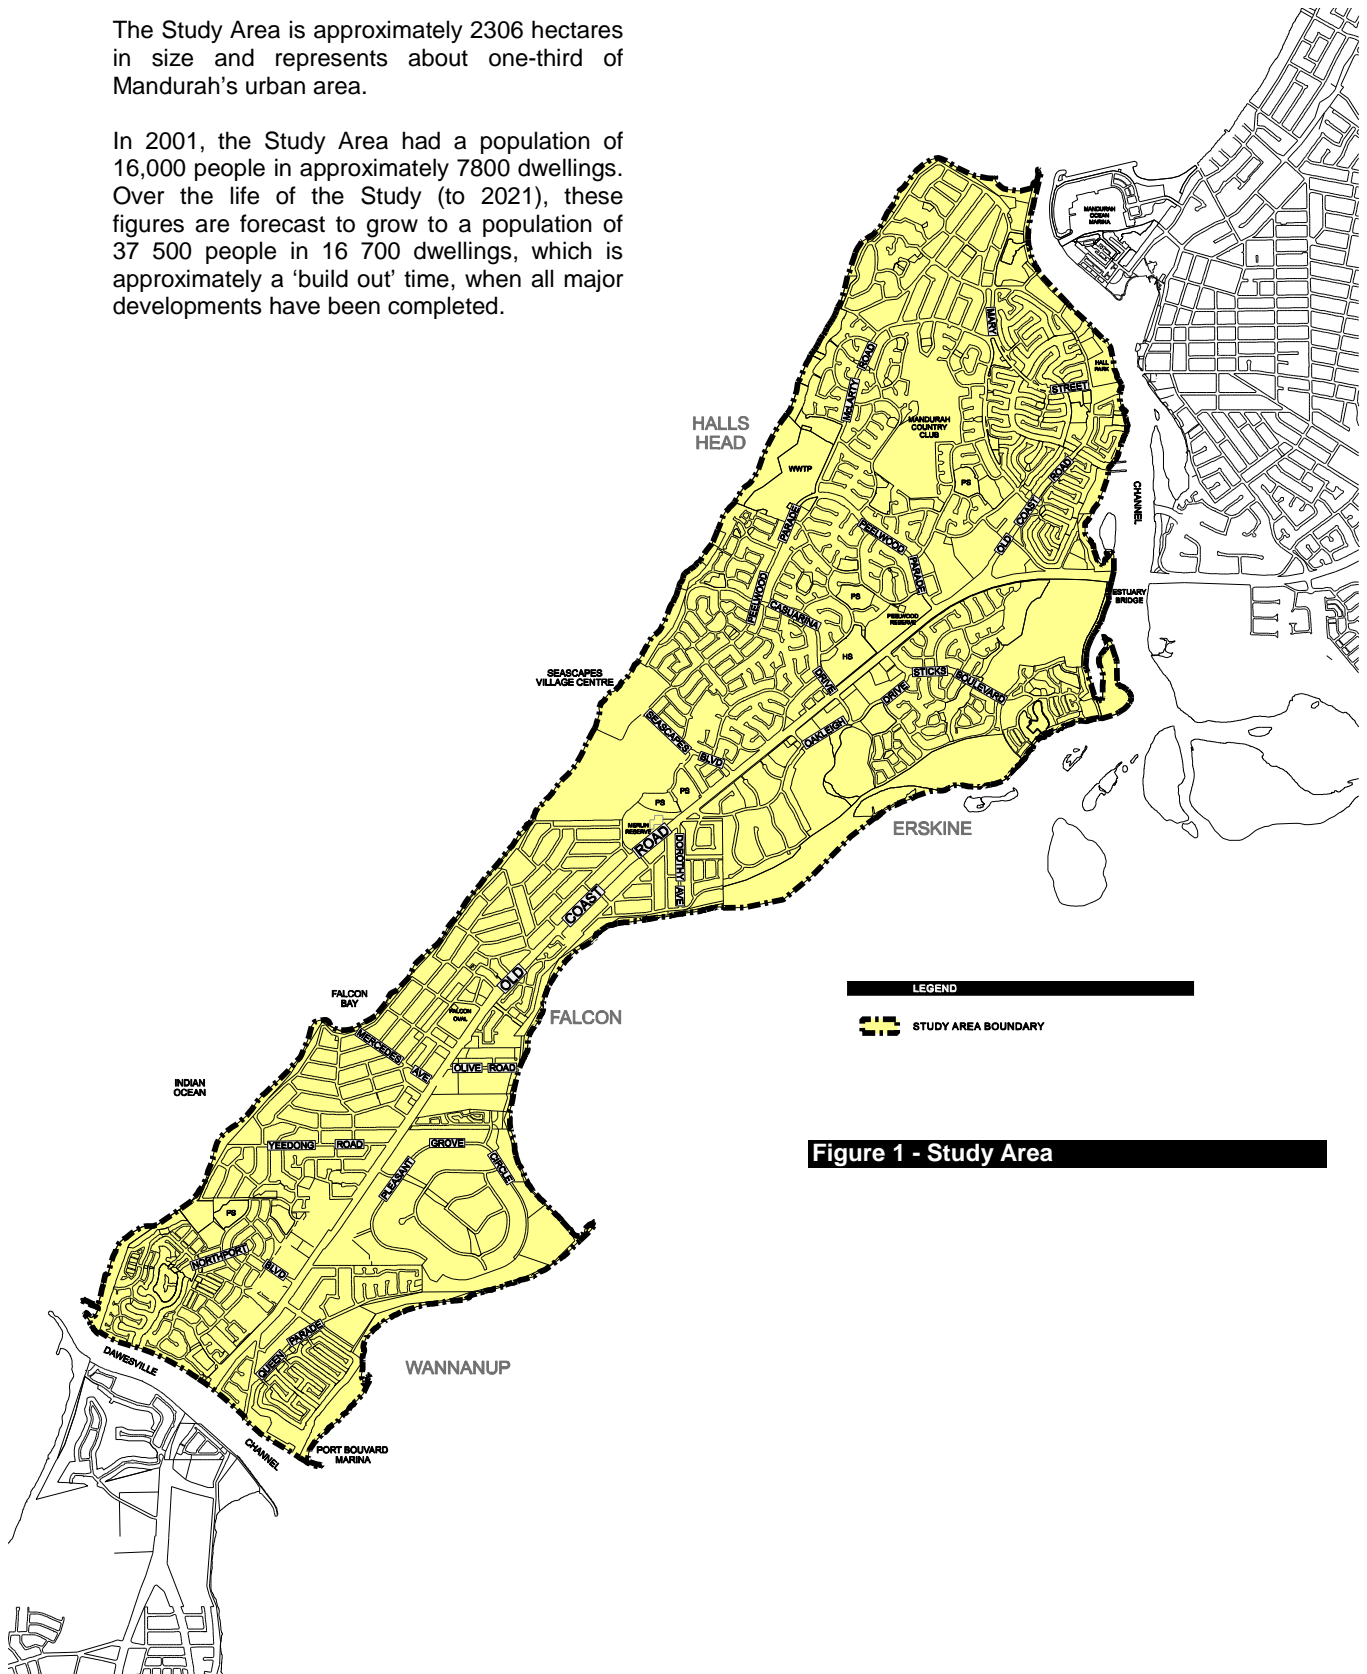 The Study Area is approximately 2306 hectares
in size and represents about one-third of
Mandurah's urban area.
In 2001, the Study Area had a population of
16,000 people in approximately 7800 dwellings.
Over the life of the Study (to 2021), these
figures are forecast to grow to a population of
37 500 people in 16 700 dwellings, which is
approximately a 'build out' time, when all major
developments have been completed.
MANDURAH
OCEAN
MARINA
MARY
STREET
HALL
PARK
McLARTY ROAD
HALLS
HEAD
MANDURAH
COUNTRY
CLUB
WWTP
PS
OLD COAST ROAD
CHANNEL
PEELWOOD PARADE
PEELWOOD PARADE
ESTUARY
BRIDGE
PS
PEELWOOD
RESERVE
CASUARINA DRIVE
HS
STICKS BOULEVARD
OAKLEIGH DRIVE
SEASCAPES
VILLAGE CENTRE
SEASCAPES BLVD
PS
PS
MERLIN
RESERVE
DOROTHY AVE
ERSKINE
OLD COAST ROAD
FALCON
BAY
FALCON
OVAL
FALCON
MERCEDES AVE
OLIVE ROAD
INDIAN
OCEAN
YEEDONG ROAD
PLEASANT GROVE CIRCLE
PS
NORTHPORT BLVD
QUEEN PARADE
WANNANUP
DAWESVILLE CHANNEL
PORT BOUVARD
MARINA
LEGEND
STUDY AREA BOUNDARY
Figure 1 - Study Area